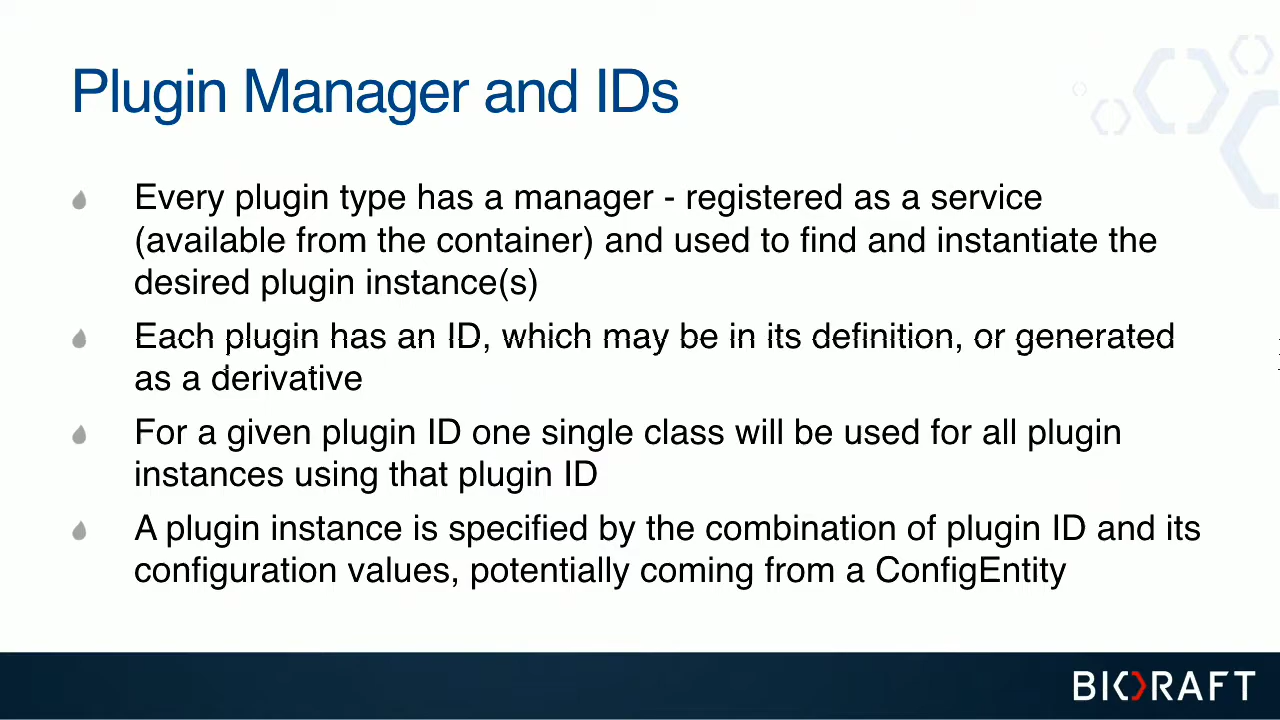 Plugin Manager and IDs
Every plugin type has a manager - registered as a service
(available from the container) and used to find and instantiate the
desired plugin instance(s)
Each plugin has an ID, which may be in its definition, or generated
as a derivative
For a given plugin ID one single class will be used for all plugin
instances using that plugin ID
A plugin instance is specified by the combination of plugin ID and its
configuration values, potentially coming from a ConfigEntity
BIORAFT